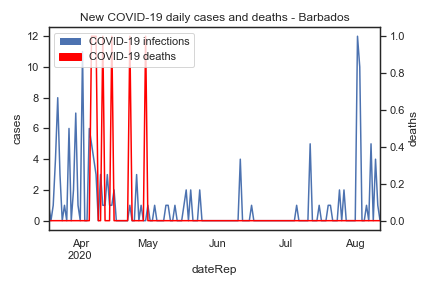 New COVID-19 daily cases and deaths - Barbados
COVID-19 infections
COVID-19 deaths
12
10
8
6
4
2
0
cases
1.0
0.8
0.6
0.4
0.2
0.0
deaths
Apr May Jun Jul Aug
2020
dateRep